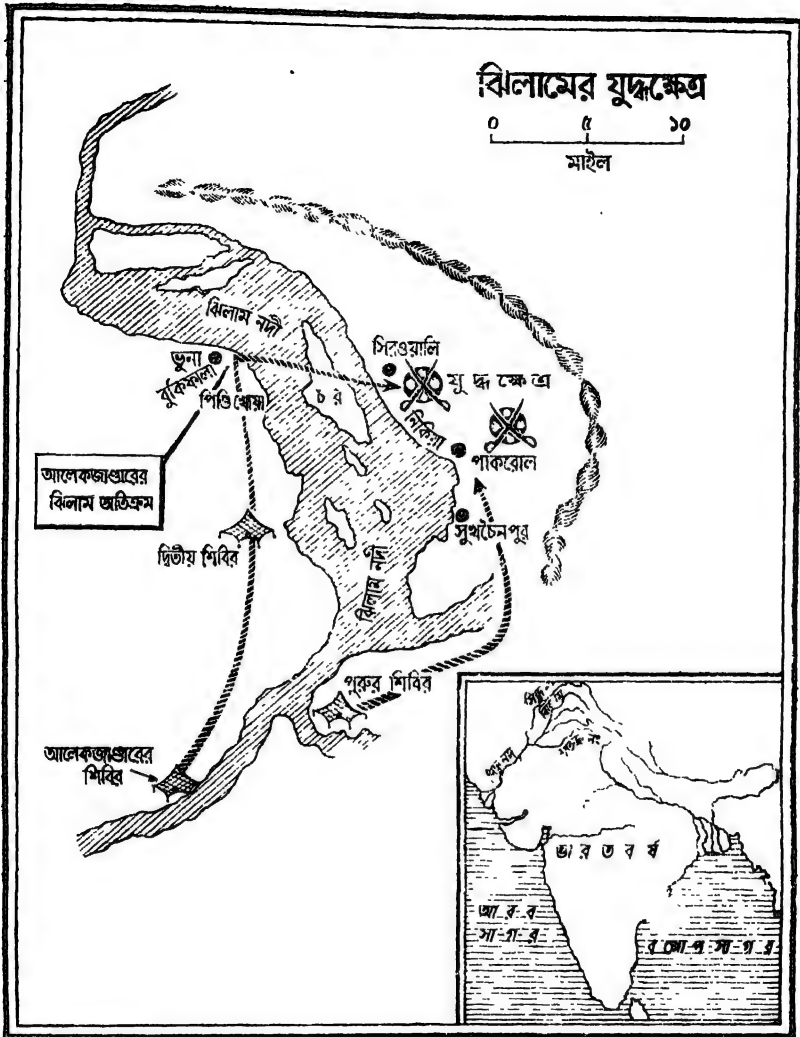 ঝিলামের যুদ্ধক্ষেত্র
০ ৫ ১০
মাইল
ঝিলাম নদী
সিরওয়ালি
ভুনা
বুকিফালা
পিণ্ডি খোয়া
চর
যুদ্ধ ক্ষেত্র
নিকিয়া
পাকরোল
আলেকজাণ্ডারের
ঝিলাম অতিক্রম
সুখচৈনপুর
দ্বিতীয় শিবির
ঝিলাম নদী
পুরুর শিবির
আলেকজাণ্ডারের
শিবির
ভারতবর্ষ
আরব
সাগর
বঙ্গোপসাগর